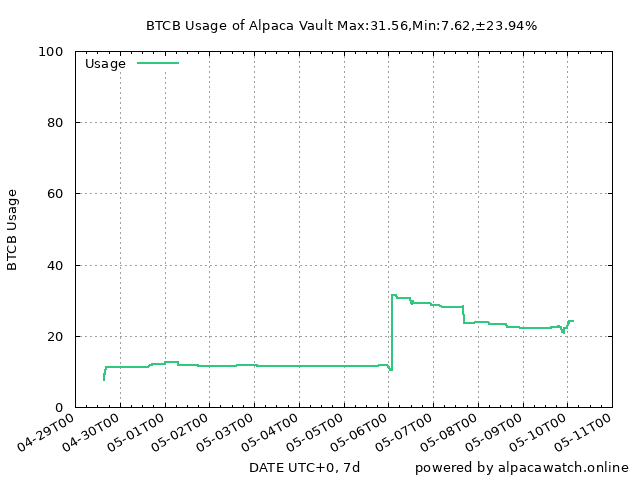 BTCB Usage of Alpaca Vault Max:31.56,Min:7.62,±23.94%
Usage
100
80
60
40
20
0
BTCB Usage
04-29T00 04-30T00 05-01T00 05-02T00 05-03T00 05-04T00 05-05T00 05-06T00 05-07T00 05-08T00 05-09T00 05-10T00 05-11T00
DATE UTC+0, 7d powered by alpacawatch.online